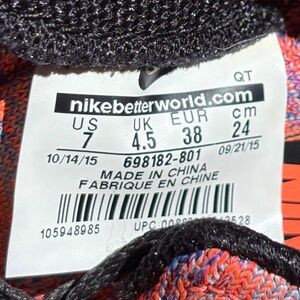 QT
nikebetterworld.com
US UK EUR cm
7 4.5 38 24
10/14/15 698182-801 09/21/15
MADE IN CHINA
FABRIQUE EN CHINE
105948985 UPC